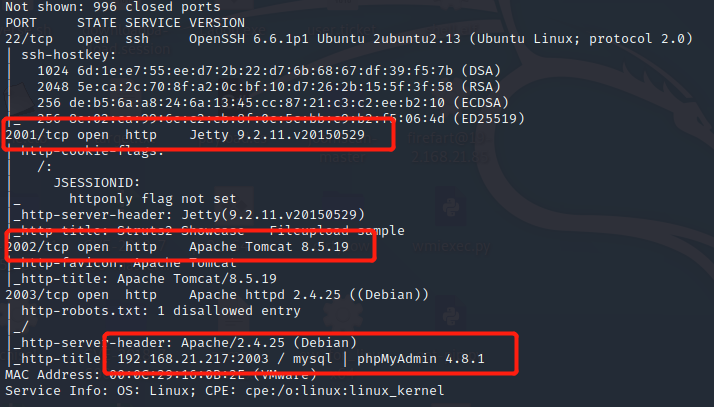 Not shown: 996 closed ports
PORT     STATE SERVICE VERSION
22/tcp   open  ssh     OpenSSH 6.6.1p1 Ubuntu 2ubuntu2.13 (Ubuntu Linux; protocol 2.0)
| ssh-hostkey:
|   1024 6d:1e:e7:55:ee:d7:2b:22:d7:6b:68:67:df:39:f5:7b (DSA)
|   2048 5e:ca:2c:70:8f:a2:0c:bf:10:d7:26:2b:15:5f:3f:58 (RSA)
|   256 de:b5:6a:a8:24:6a:13:45:cc:87:21:c3:c2:ee:b2:10 (ECDSA)
|_  256 06:4d (ED25519)
2001/tcp open  http    Jetty 9.2.11.v20150529
| http-cookie-flags:
|   /:
|     JSESSIONID:
|_      httponly flag not set
|_http-server-header: Jetty(9.2.11.v20150529)
|_http-title: Struts2 Showcase - Fileupload sample
2002/tcp open  http    Apache Tomcat 8.5.19
|_http-favicon: Apache Tomcat
|_http-title: Apache Tomcat/8.5.19
2003/tcp open  http    Apache httpd 2.4.25 ((Debian))
| http-robots.txt: 1 disallowed entry
|_/
|_http-server-header: Apache/2.4.25 (Debian)
|_http-title: 192.168.21.217:2003 / mysql | phpMyAdmin 4.8.1
MAC Address: 00:0C:29:16:0B:2E (VMware)
Service Info: OS: Linux; CPE: cpe:/o:linux:linux_kernel